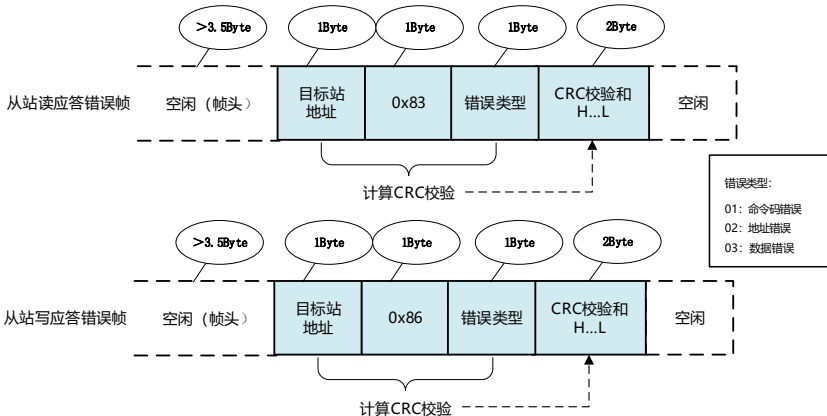 >3.5Byte
1Byte
1Byte
1Byte
2Byte
从站读应答错误帧
空闲（帧头）
目标站
地址
0x83
错误类型
CRC校验和
H...L
空闲
计算CRC校验
错误类型：
01：命令码错误
02：地址错误
03：数据错误
>3.5Byte
1Byte
1Byte
1Byte
2Byte
从站写应答错误帧
空闲（帧头）
目标站
地址
0x86
错误类型
CRC校验和
H...L
空闲
计算CRC校验